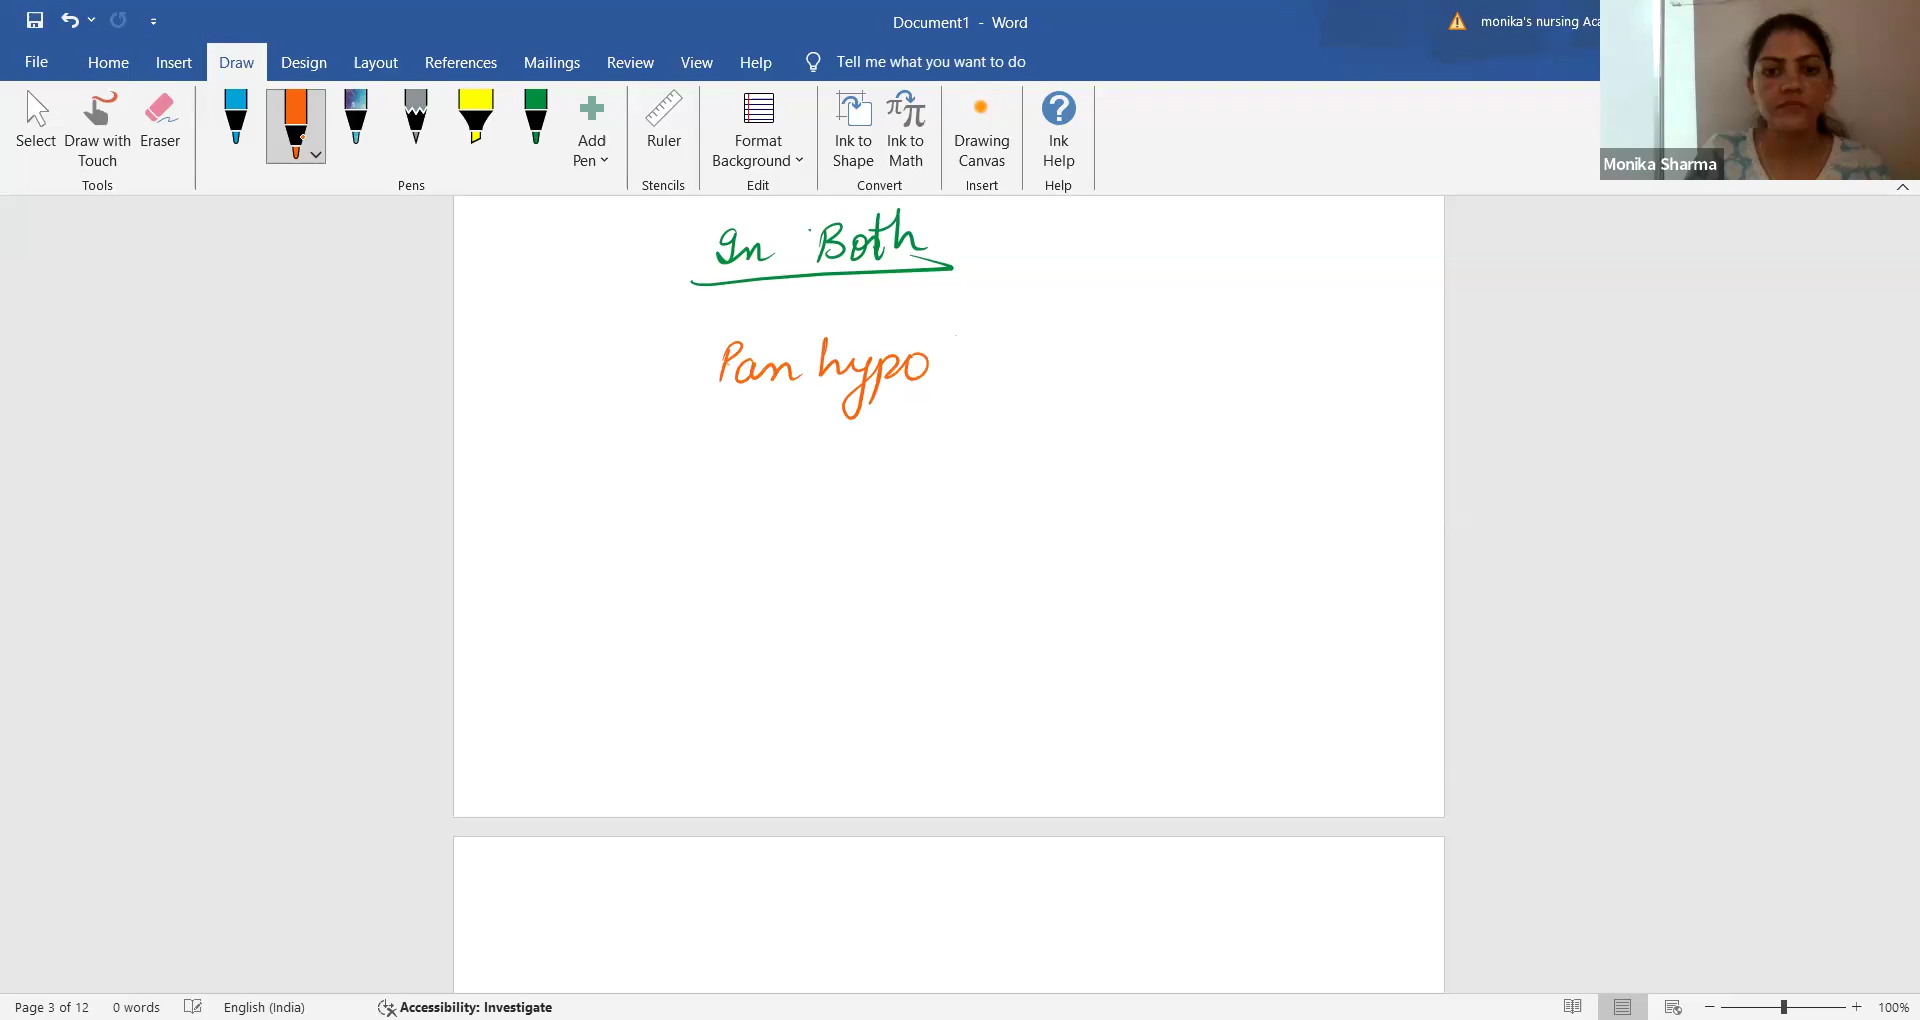 Document1 - Word
monika's nursing Aca
File Home Insert Draw Design Layout References Mailings Review View Help Tell me what you want to do
Select Draw with Touch Eraser Add Pen Ruler Format Background Ink to Shape Ink to Math Drawing Canvas Ink Help
Tools Pens Stencils Edit Convert Insert Help
Monika Sharma
In Both
Pan hypo
Page 3 of 12 0 words English (India) Accessibility: Investigate 100%